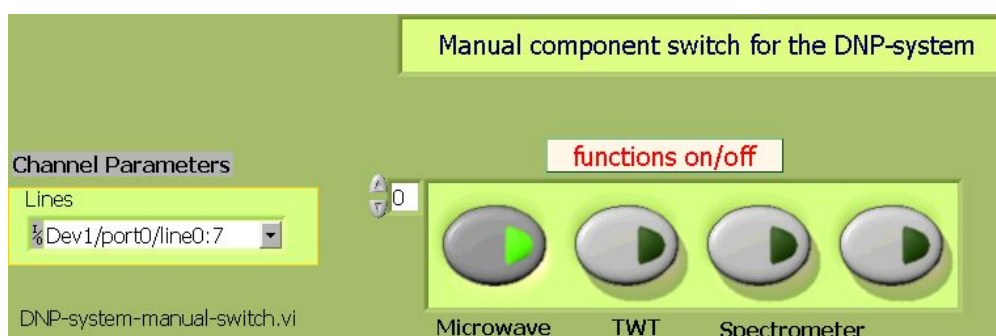 Manual component switch for the DNP-system
functions on/off
Channel Parameters
Lines
0
I/O Dev1/port0/line0:7
DNP-system-manual-switch.vi
Microwave TWT Spectrometer